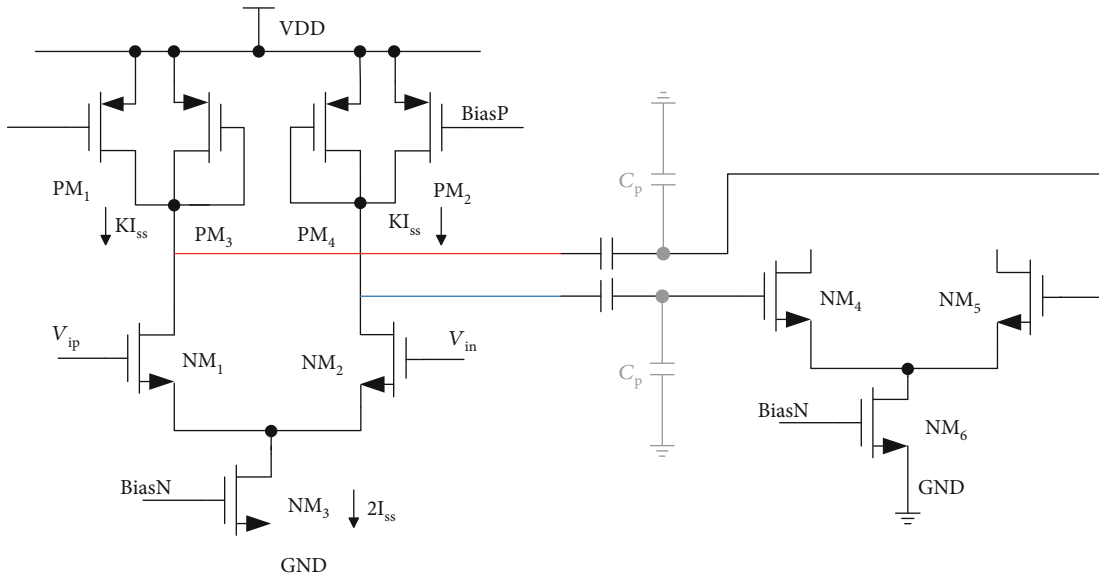 VDD
BiasP
PM1
PM2
KIss
KIss
PM3
PM4
Cp
NM4
NM5
Vip
Vin
NM1
NM2
Cp
BiasN
NM6
BiasN
NM3
2Iss
GND
GND